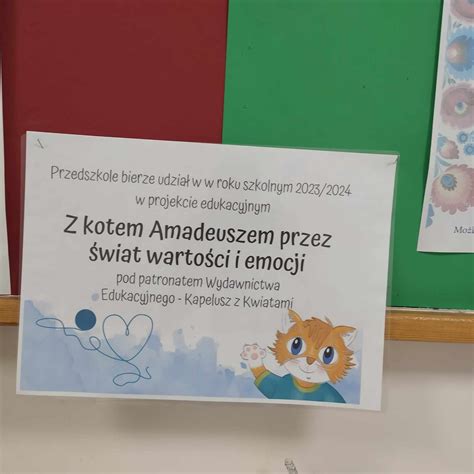 Przedszkole bierze udział w w roku szkolnym 2023/2024
w projekcie edukacyjnym
Z kotem Amadeuszem przez
świat wartości i emocji
pod patronatem Wydawnictwa
Edukacyjnego - Kapelusz z Kwiatami